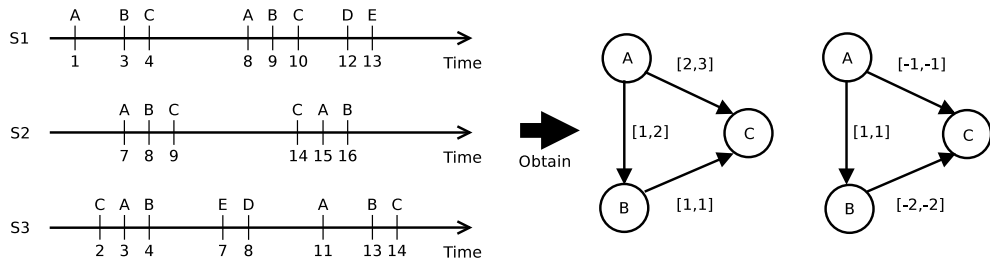 A B C A B C D E
S1
1 3 4 8 9 10 12 13 Time
A B C C A B
S2
7 8 9 14 15 16 Time
C A B E D A B C
S3
2 3 4 7 8 11 13 14 Time
Obtain
A
[2,3]
[1,2]
C
B
[1,1]
A
[-1,-1]
[1,1]
C
B
[-2,-2]